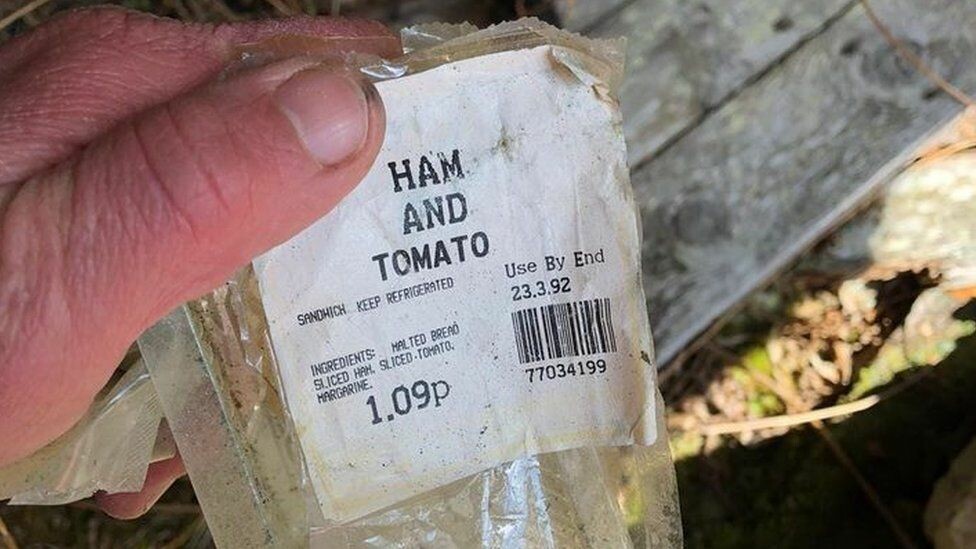 HAM
AND
TOMATO
SANDWICH KEEP REFRIGERATED
Use By End
23.3.92
INGREDIENTS: MALTED BREAD
SLICED HAM. SLICED.TOMATO.
MARGARINE.
1.09p
77034199